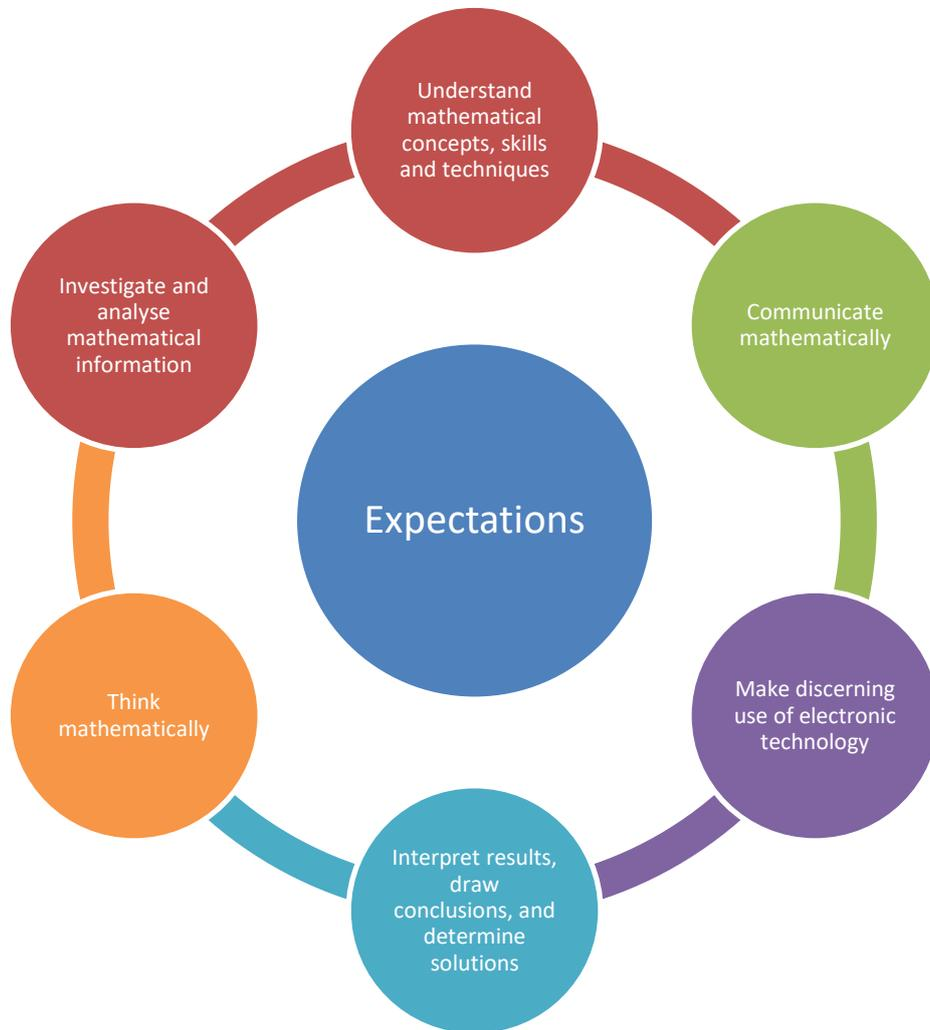 Understand
mathematical
concepts, skills
and techniques
Communicate
mathematically
Make discerning
use of electronic
technology
Interpret results,
draw
conclusions, and
determine
solutions
Think
mathematically
Investigate and
analyse
mathematical
information
Expectations